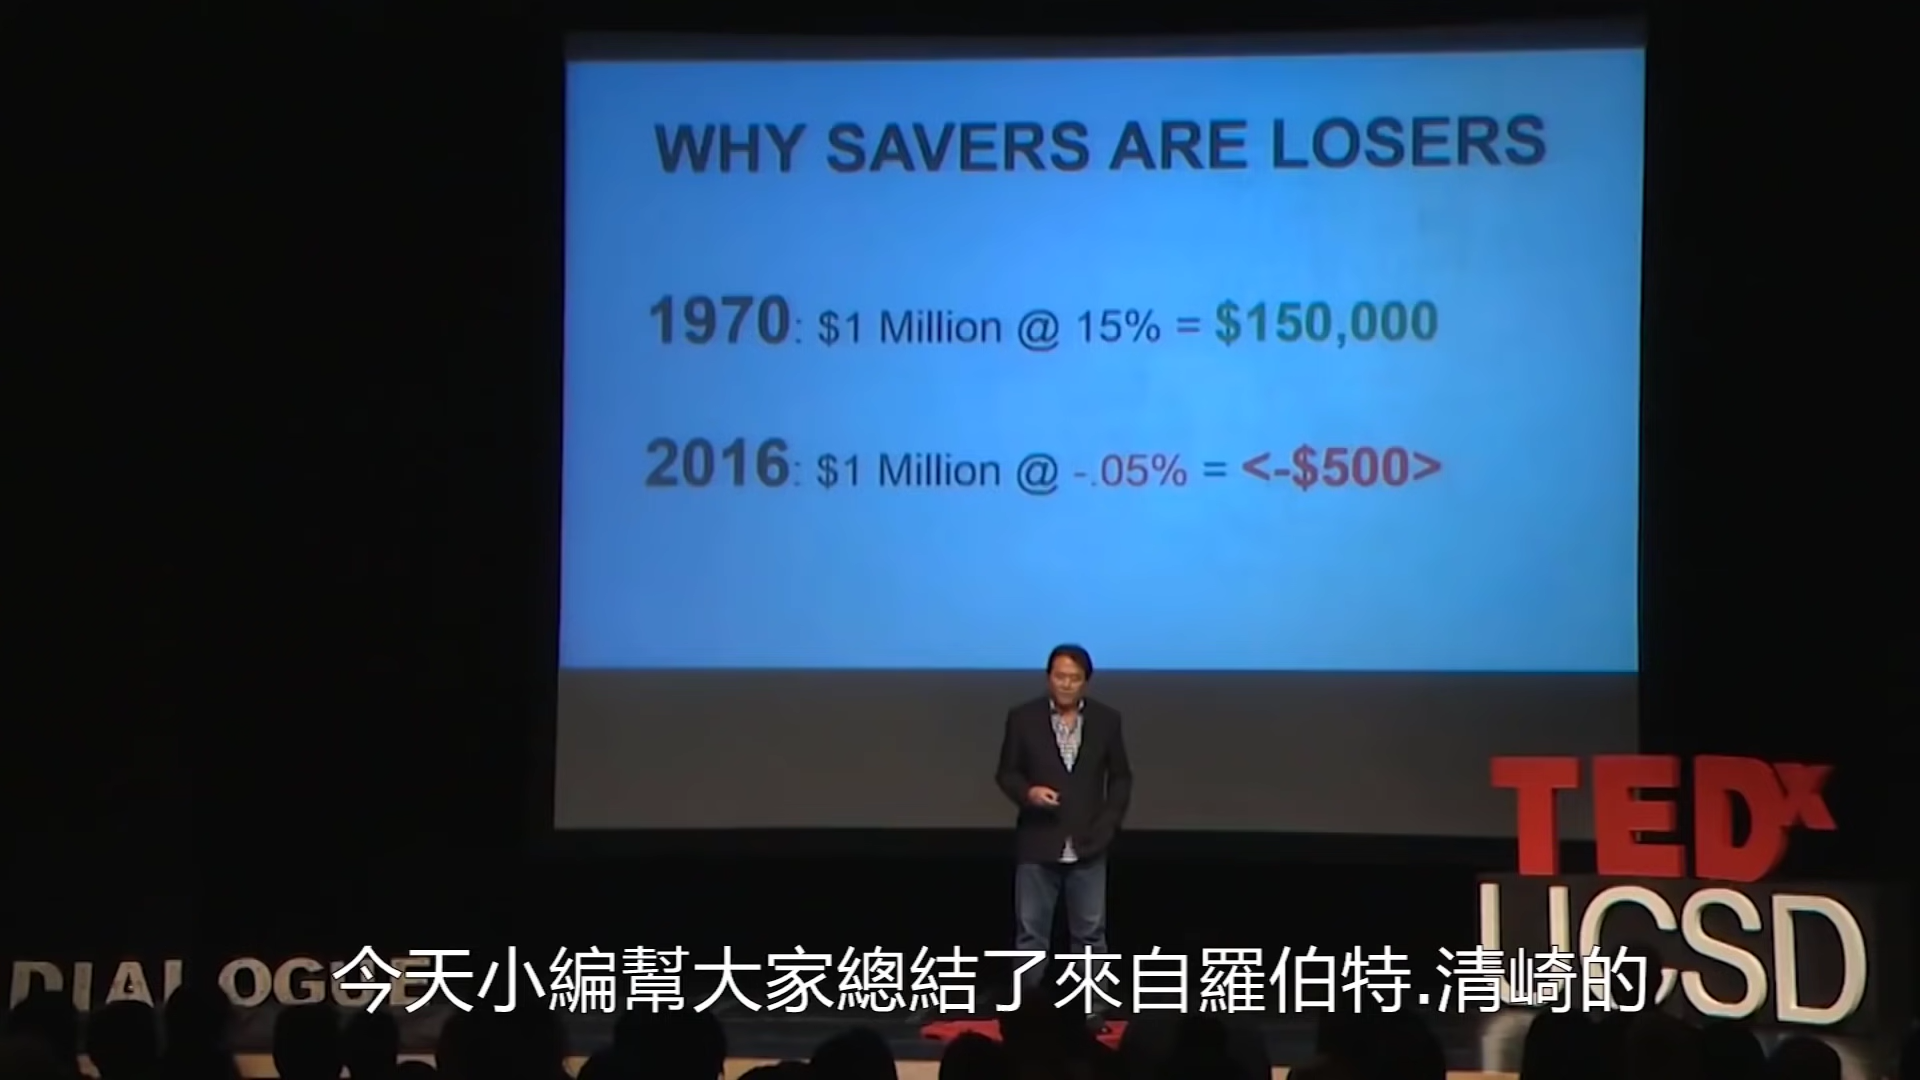 WHY SAVERS ARE LOSERS
1970: $1 Million @ 15% = $150,000
2016: $1 Million @ -.05% = <-$500>
TEDx
UCSD
DIALOGUE
今天小編幫大家總結了來自羅伯特.清崎的